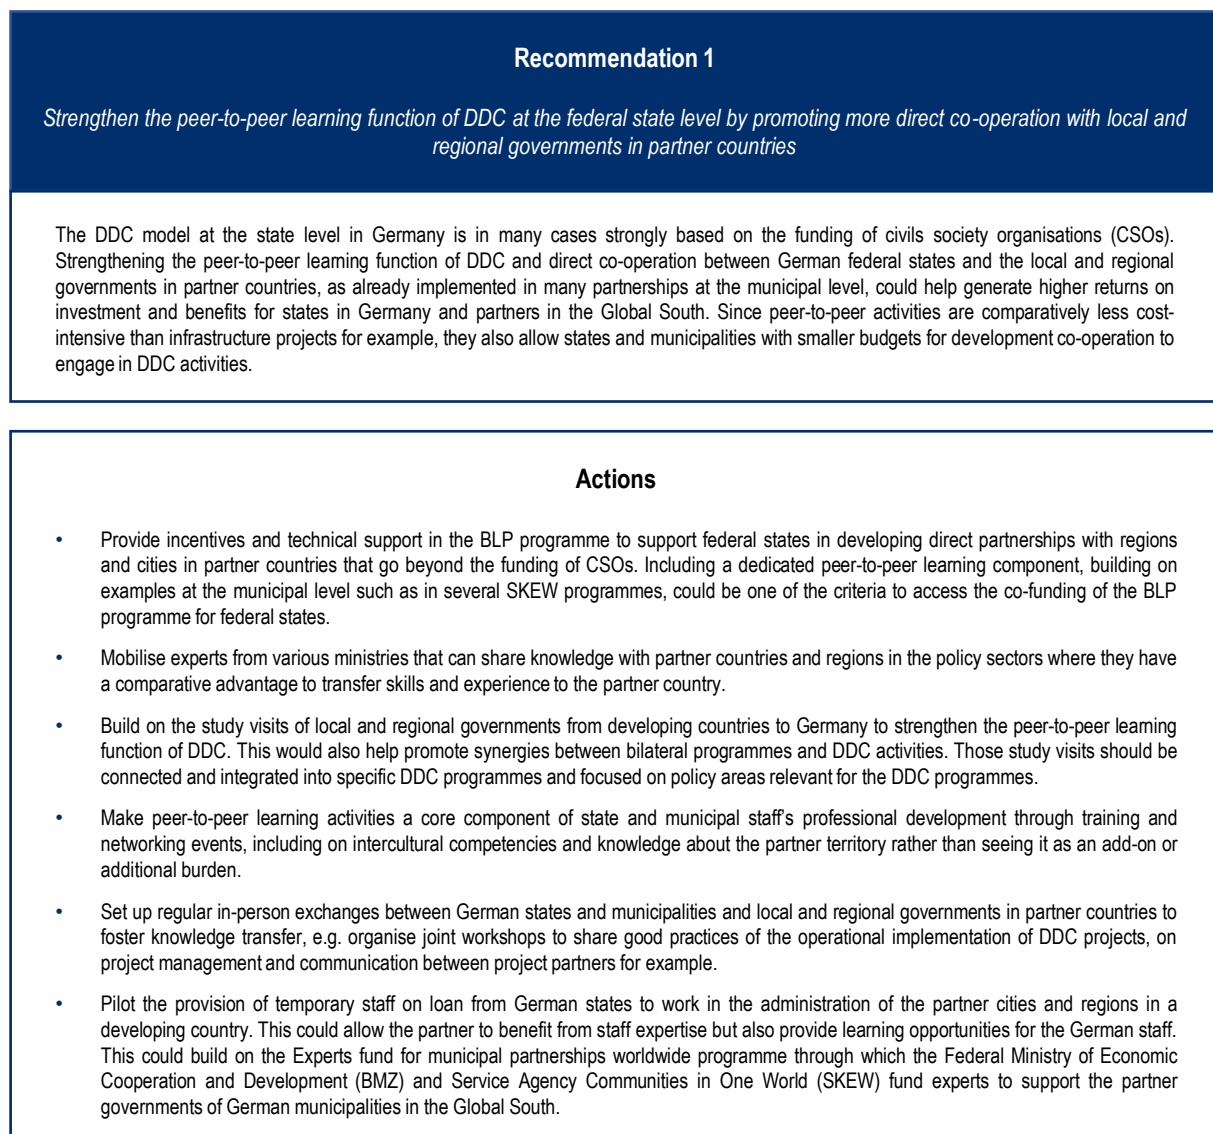 Recommendation 1
Strengthen the peer-to-peer learning function of DDC at the federal state level by promoting more direct co-operation with local and
regional governments in partner countries
The DDC model at the state level in Germany is in many cases strongly based on the funding of civils society organisations (CSOs).
Strengthening the peer-to-peer learning function of DDC and direct co-operation between German federal states and the local and regional
governments in partner countries, as already implemented in many partnerships at the municipal level, could help generate higher returns on
investment and benefits for states in Germany and partners in the Global South. Since peer-to-peer activities are comparatively less cost-
intensive than infrastructure projects for example, they also allow states and municipalities with smaller budgets for development co-operation to
engage in DDC activities.
Actions
• Provide incentives and technical support in the BLP programme to support federal states in developing direct partnerships with regions
and cities in partner countries that go beyond the funding of CSOs. Including a dedicated peer-to-peer learning component, building on
examples at the municipal level such as in several SKEW programmes, could be one of the criteria to access the co-funding of the BLP
programme for federal states.
• Mobilise experts from various ministries that can share knowledge with partner countries and regions in the policy sectors where they have
a comparative advantage to transfer skills and experience to the partner country.
• Build on the study visits of local and regional governments from developing countries to Germany to strengthen the peer-to-peer learning
function of DDC. This would also help promote synergies between bilateral programmes and DDC activities. Those study visits should be
connected and integrated into specific DDC programmes and focused on policy areas relevant for the DDC programmes.
• Make peer-to-peer learning activities a core component of state and municipal staff's professional development through training and
networking events, including on intercultural competencies and knowledge about the partner territory rather than seeing it as an add-on or
additional burden.
• Set up regular in-person exchanges between German states and municipalities and local and regional governments in partner countries to
foster knowledge transfer, e.g. organise joint workshops to share good practices of the operational implementation of DDC projects, on
project management and communication between project partners for example.
• Pilot the provision of temporary staff on loan from German states to work in the administration of the partner cities and regions in a
developing country. This could allow the partner to benefit from staff expertise but also provide learning opportunities for the German staff.
This could build on the Experts fund for municipal partnerships worldwide programme through which the Federal Ministry of Economic
Cooperation and Development (BMZ) and Service Agency Communities in One World (SKEW) fund experts to support the partner
governments of German municipalities in the Global South.